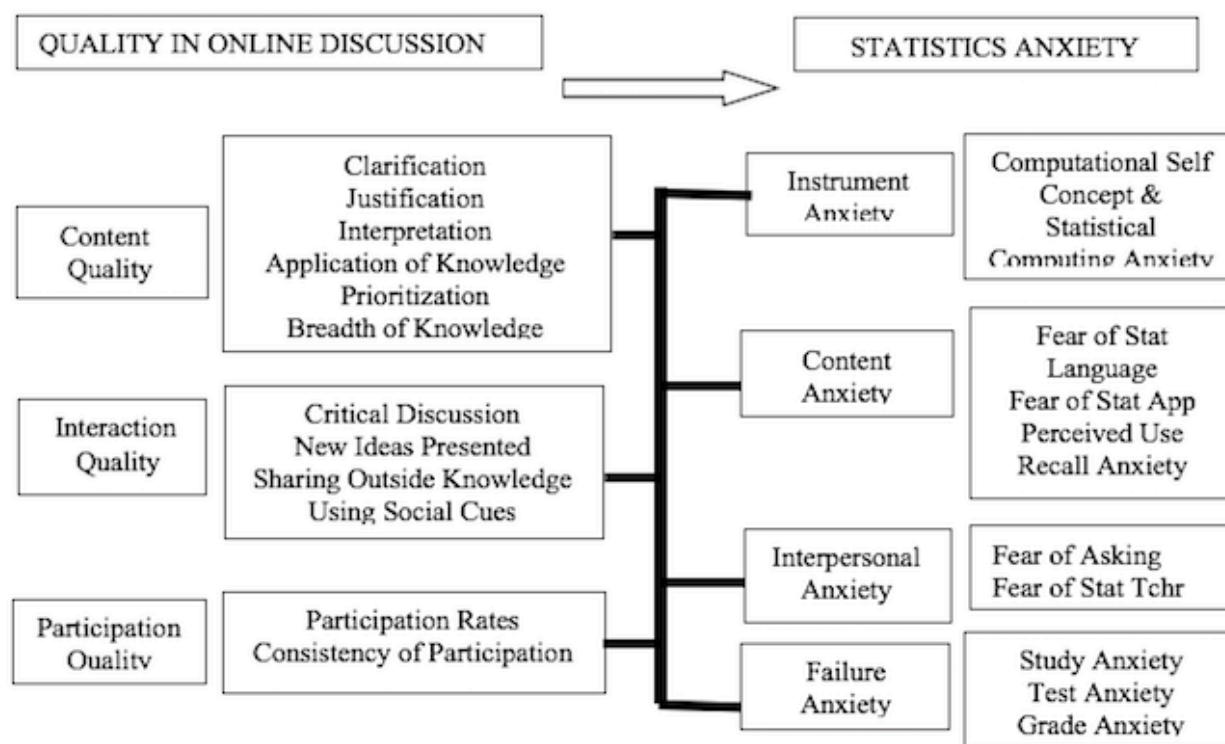 QUALITY IN ONLINE DISCUSSION
STATISTICS ANXIETY
Content
Quality
Clarification
Justification
Interpretation
Application of Knowledge
Prioritization
Breadth of Knowledge
Interaction
Quality
Critical Discussion
New Ideas Presented
Sharing Outside Knowledge
Using Social Cues
Participation
Quality
Participation Rates
Consistency of Participation
Instrument
Anxiety
Computational Self
Concept &
Statistical
Computing Anxiety
Content
Anxiety
Fear of Stat
Language
Fear of Stat App
Perceived Use
Recall Anxiety
Interpersonal
Anxiety
Fear of Asking
Fear of Stat Tchr
Failure
Anxiety
Study Anxiety
Test Anxiety
Grade Anxiety